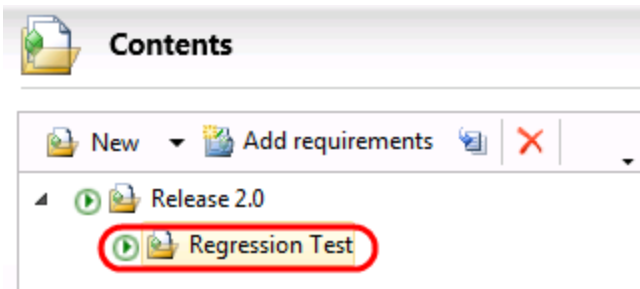 Contents
New Add requirements
Release 2.0
Regression Test